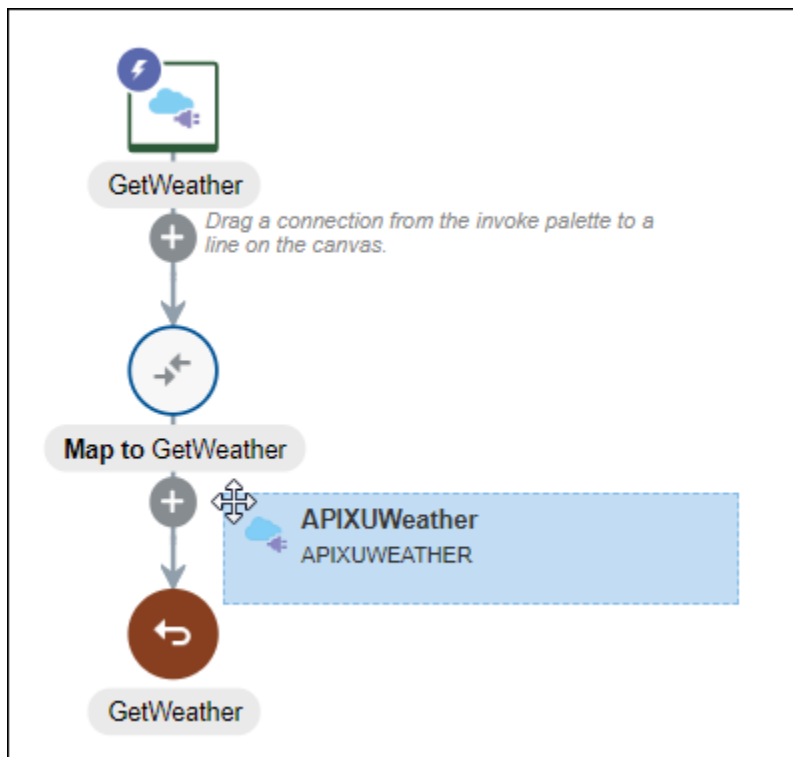 GetWeather
Drag a connection from the invoke palette to a
line on the canvas.
Map to GetWeather
APIXUWeather
APIXUWEATHER
GetWeather